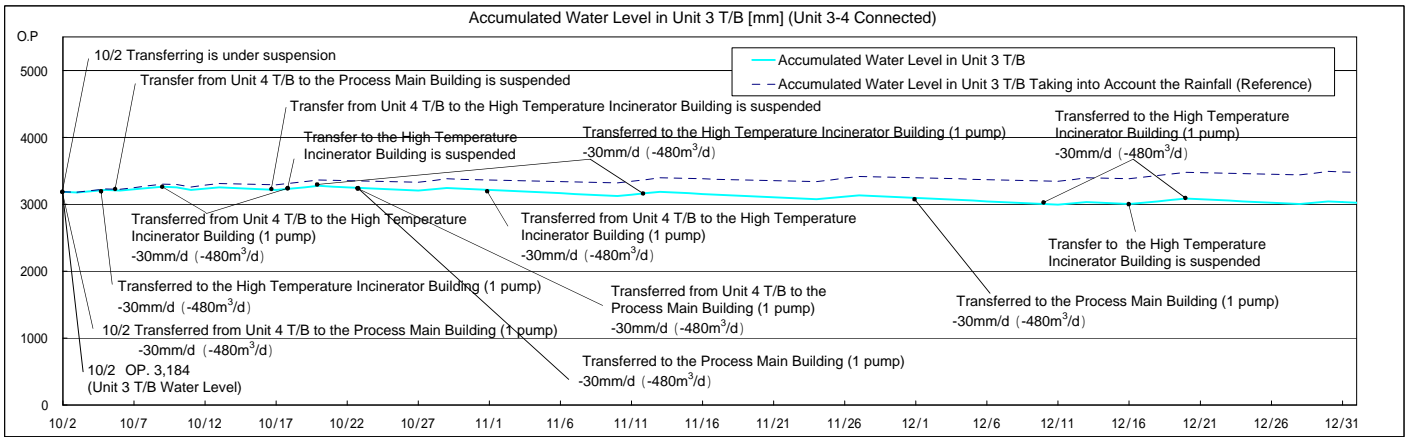 Accumulated Water Level in Unit 3 T/B [mm] (Unit 3-4 Connected)
O.P
5000
4000
3000
2000
1000
0
Accumulated Water Level in Unit 3 T/B
Accumulated Water Level in Unit 3 T/B Taking into Account the Rainfall (Reference)
10/2 Transferring is under suspension
Transfer from Unit 4 T/B to the Process Main Building is suspended
Transfer from Unit 4 T/B to the High Temperature Incinerator Building is suspended
Transfer to the High Temperature
Incinerator Building is suspended
Transferred to the High Temperature Incinerator Building (1 pump)
-30mm/d (-480m³/d)
Transferred to the High Temperature
Incinerator Building (1 pump)
-30mm/d (-480m³/d)
Transferred from Unit 4 T/B to the High Temperature
Incinerator Building (1 pump)
-30mm/d (-480m³/d)
Transferred from Unit 4 T/B to the High Temperature
Incinerator Building (1 pump)
-30mm/d (-480m³/d)
Transfer to the High Temperature
Incinerator Building is suspended
Transferred to the High Temperature Incinerator Building (1 pump)
-30mm/d (-480m³/d)
Transferred from Unit 4 T/B to the
Process Main Building (1 pump)
-30mm/d (-480m³/d)
Transferred to the Process Main Building (1 pump)
-30mm/d (-480m³/d)
10/2 Transferred from Unit 4 T/B to the Process Main Building (1 pump)
-30mm/d (-480m³/d)
Transferred to the Process Main Building (1 pump)
-30mm/d (-480m³/d)
10/2 OP. 3,184
(Unit 3 T/B Water Level)
10/2 10/7 10/12 10/17 10/22 10/27 11/1 11/6 11/11 11/16 11/21 11/26 12/1 12/6 12/11 12/16 12/21 12/26 12/31